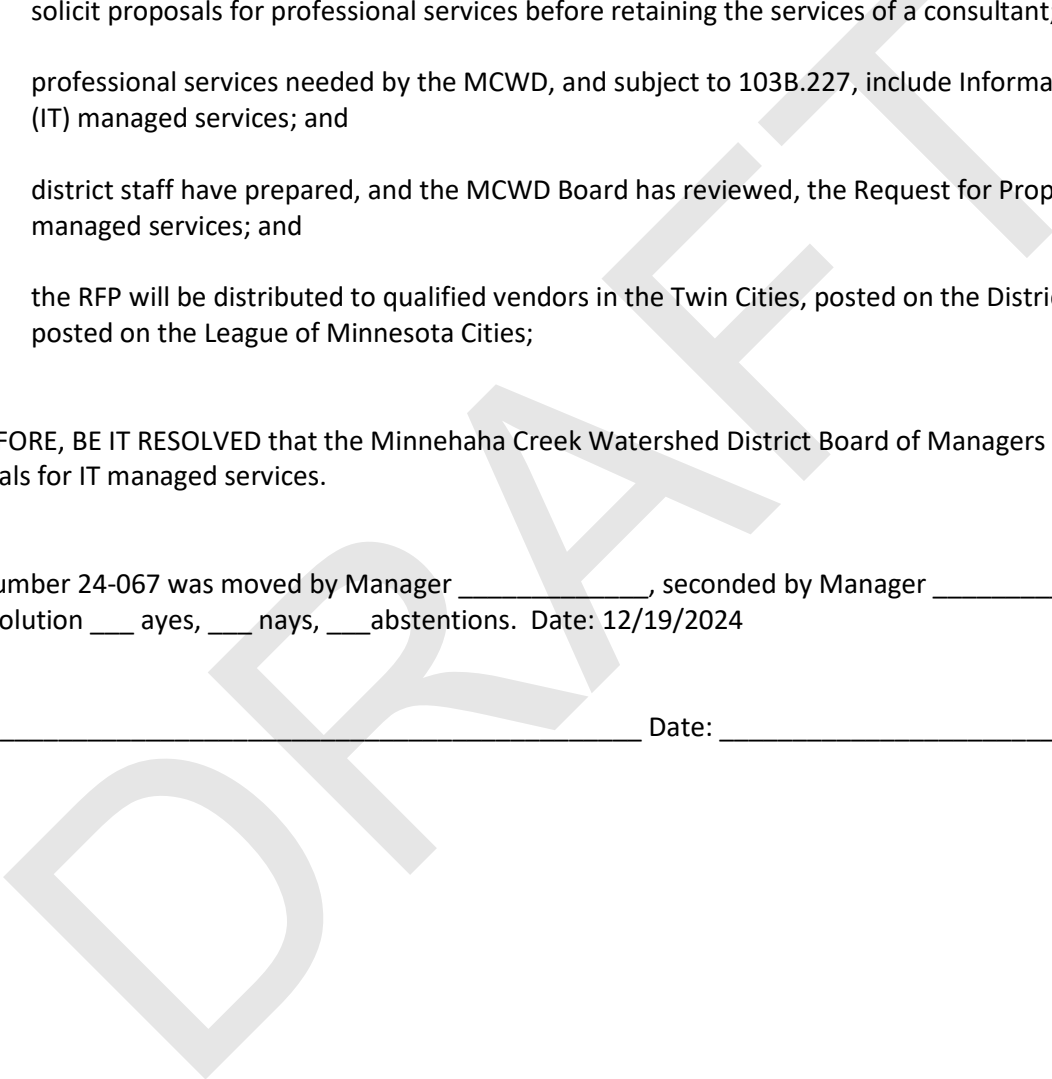 solicit proposals for professional services before retaining the services of a consultant;
professional services needed by the MCWD, and subject to 103B.227, include Informa
(IT) managed services; and
district staff have prepared, and the MCWD Board has reviewed, the Request for Prop
managed services; and
the RFP will be distributed to qualified vendors in the Twin Cities, posted on the Distric
posted on the League of Minnesota Cities;
FORE, BE IT RESOLVED that the Minnehaha Creek Watershed District Board of Managers
als for IT managed services.
umber 24-067 was moved by Manager _____________, seconded by Manager ________
olution ___ ayes, ___ nays, ___abstentions. Date: 12/19/2024
_____________________________________________ Date: _______________________
DRAFT